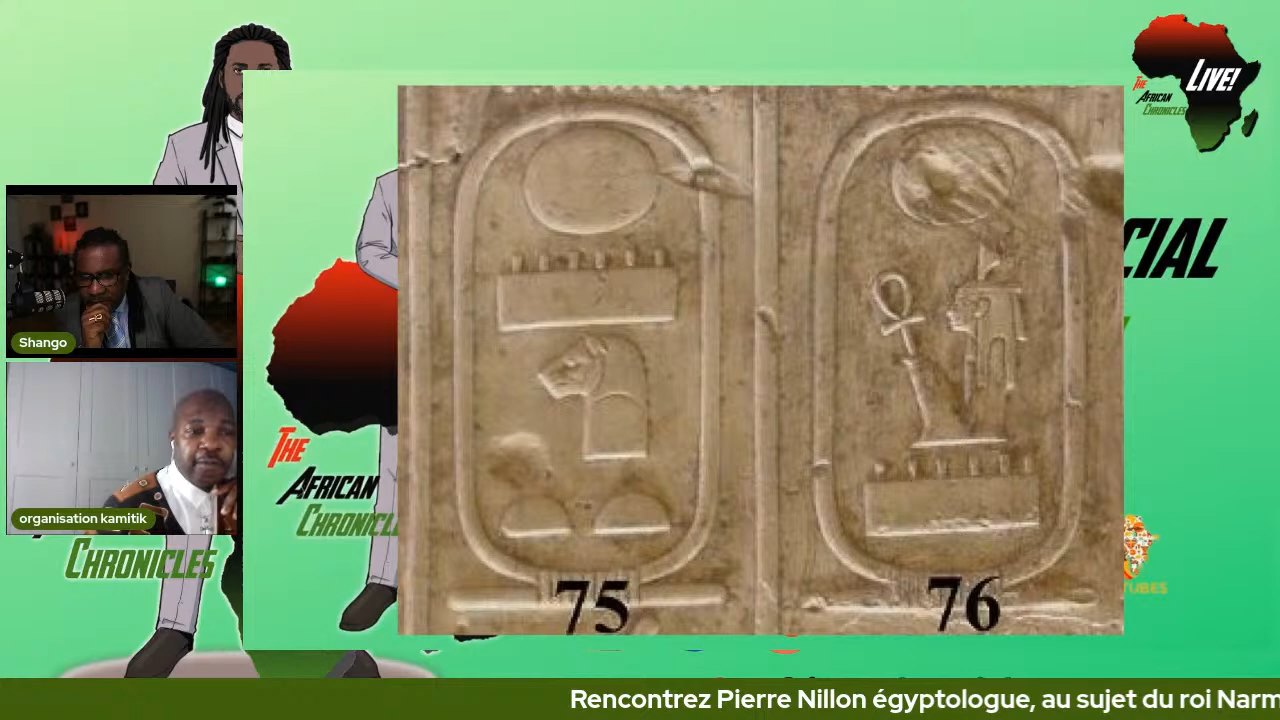 THE
AFRICAN
CHRONICLES
LIVE!
CIAL
Shango
THE
AFRICAN
organisation kamitik
CHRONICLES
TUBES
75
76
Rencontrez Pierre Nillon égyptologue, au sujet du roi Narm